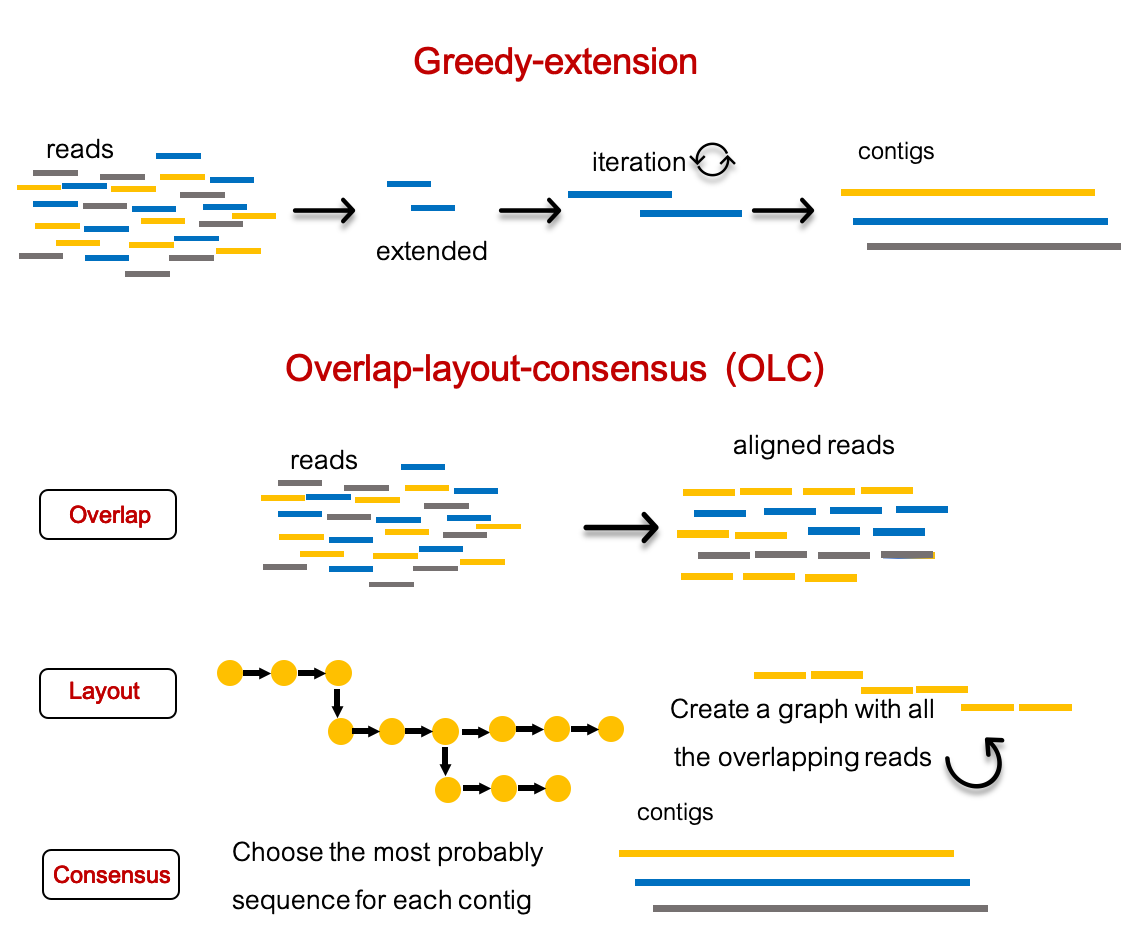 Greedy-extension
reads
extended
iteration
contigs
Overlap-layout-consensus (OLC)
Overlap
reads
aligned reads
Layout
Create a graph with all
the overlapping reads
Consensus
Choose the most probably
sequence for each contig
contigs